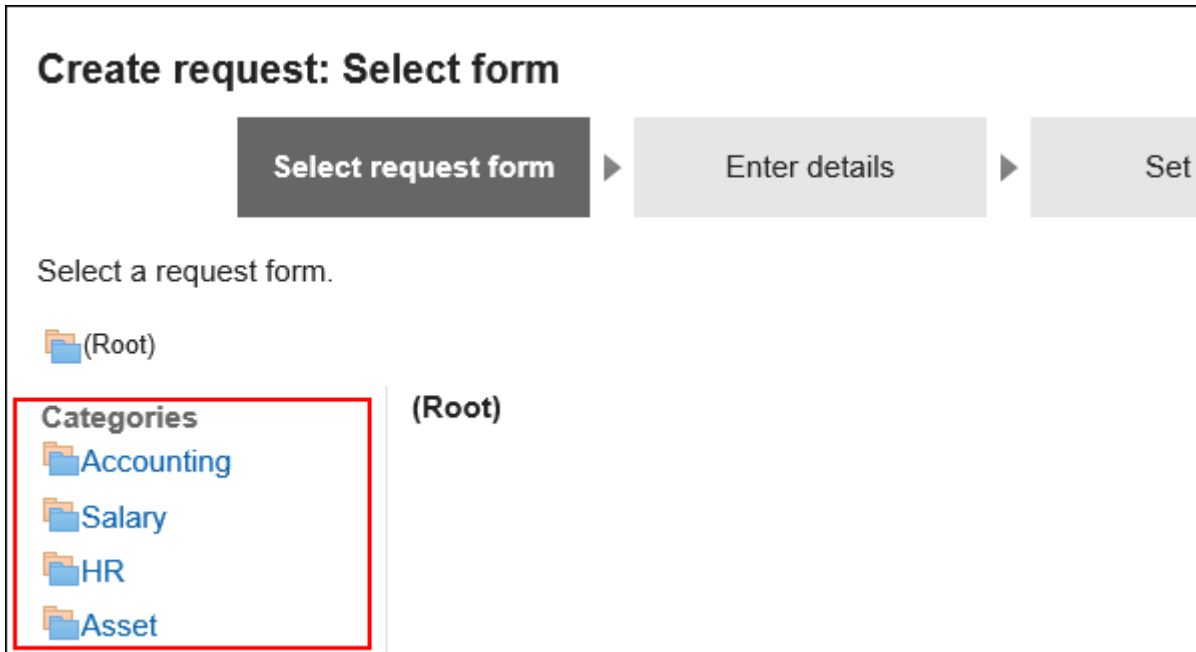 Create request: Select form
Select request form
Enter details
Set
Select a request form.
(Root)
Categories
(Root)
Accounting
Salary
HR
Asset